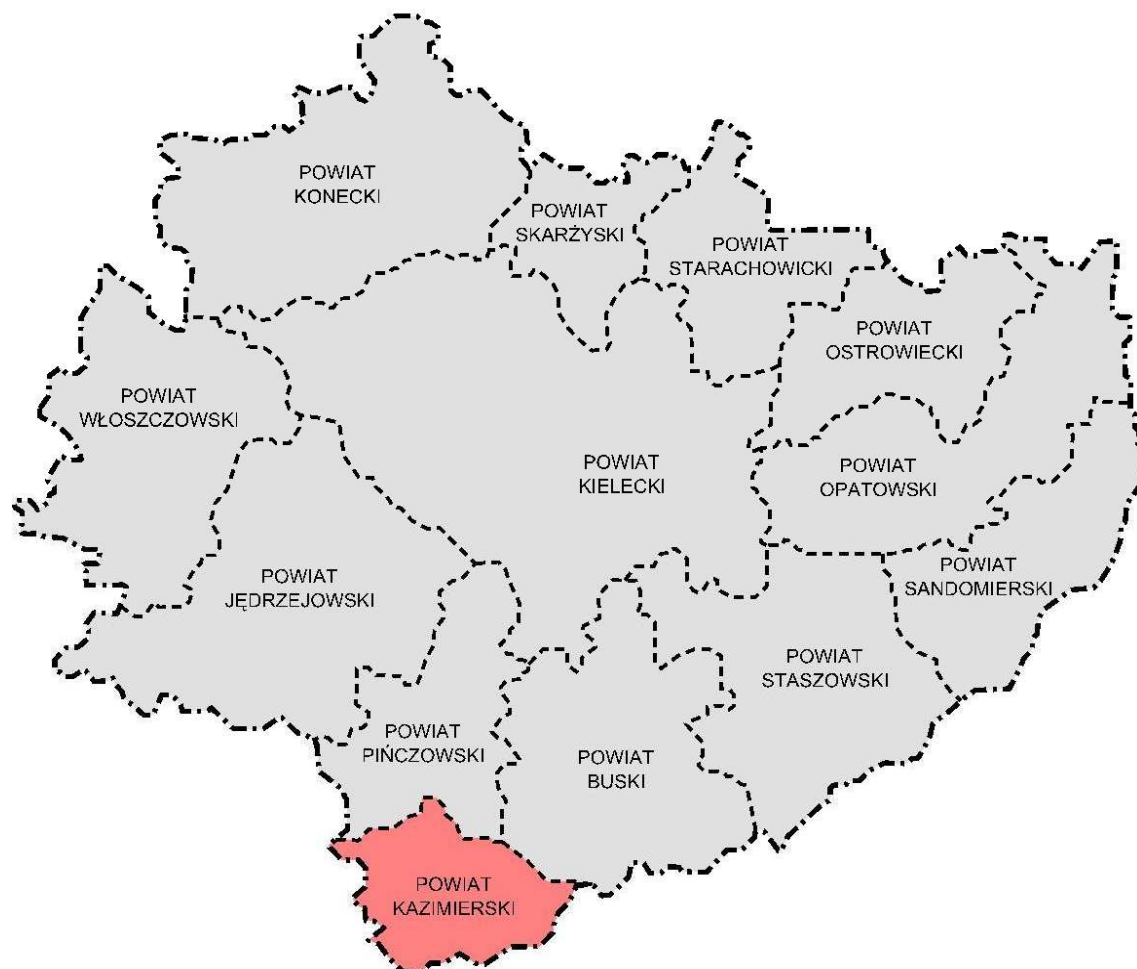 POWIAT
KONECKI
POWIAT
SKARŻYSKI
POWIAT
STARACHOWICKI
POWIAT
OSTROWIECKI
POWIAT
WŁOSZCZOWSKI
POWIAT
KIELECKI
POWIAT
OPATOWSKI
POWIAT
SANDOMIERSKI
POWIAT
JĘDRZEJOWSKI
POWIAT
STASZOWSKI
POWIAT
PIŃCZOWSKI
POWIAT
BUSKI
POWIAT
KAZIMIERSKI